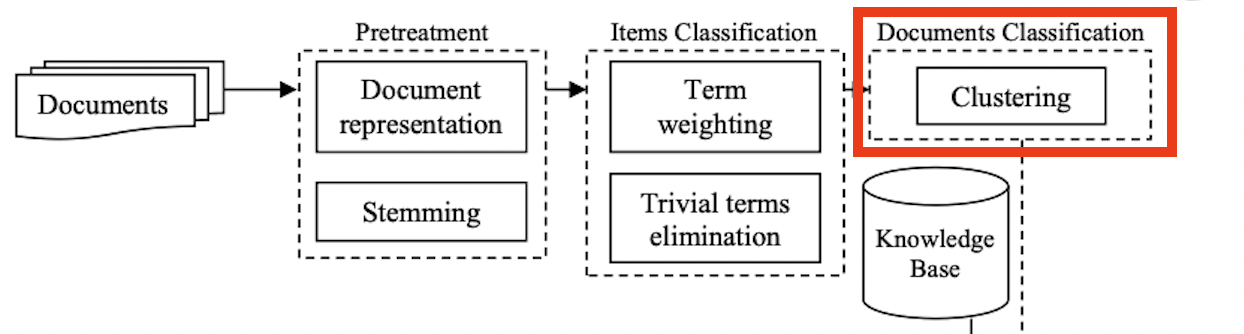 Pretreatment
Items Classification
Documents Classification
Documents
Document
representation
Stemming
Term
weighting
Trivial terms
elimination
Clustering
Knowledge
Base